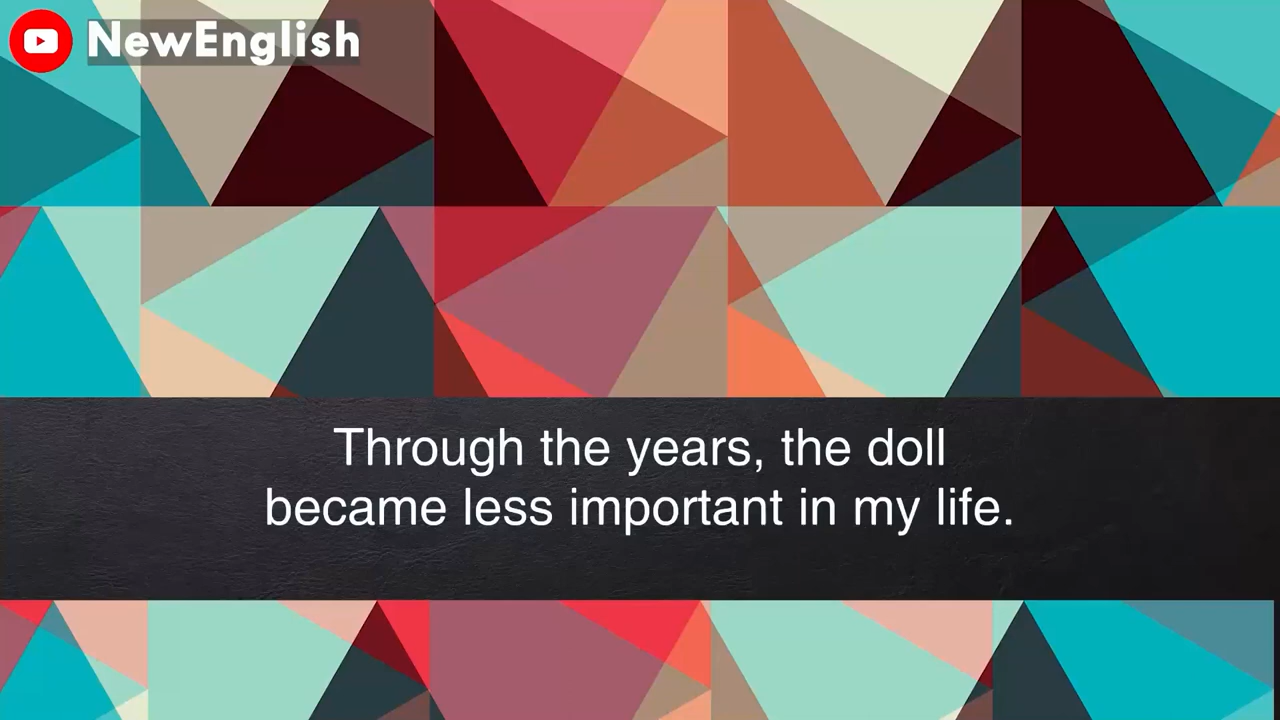 NewEnglish
Through the years, the doll
became less important in my life.